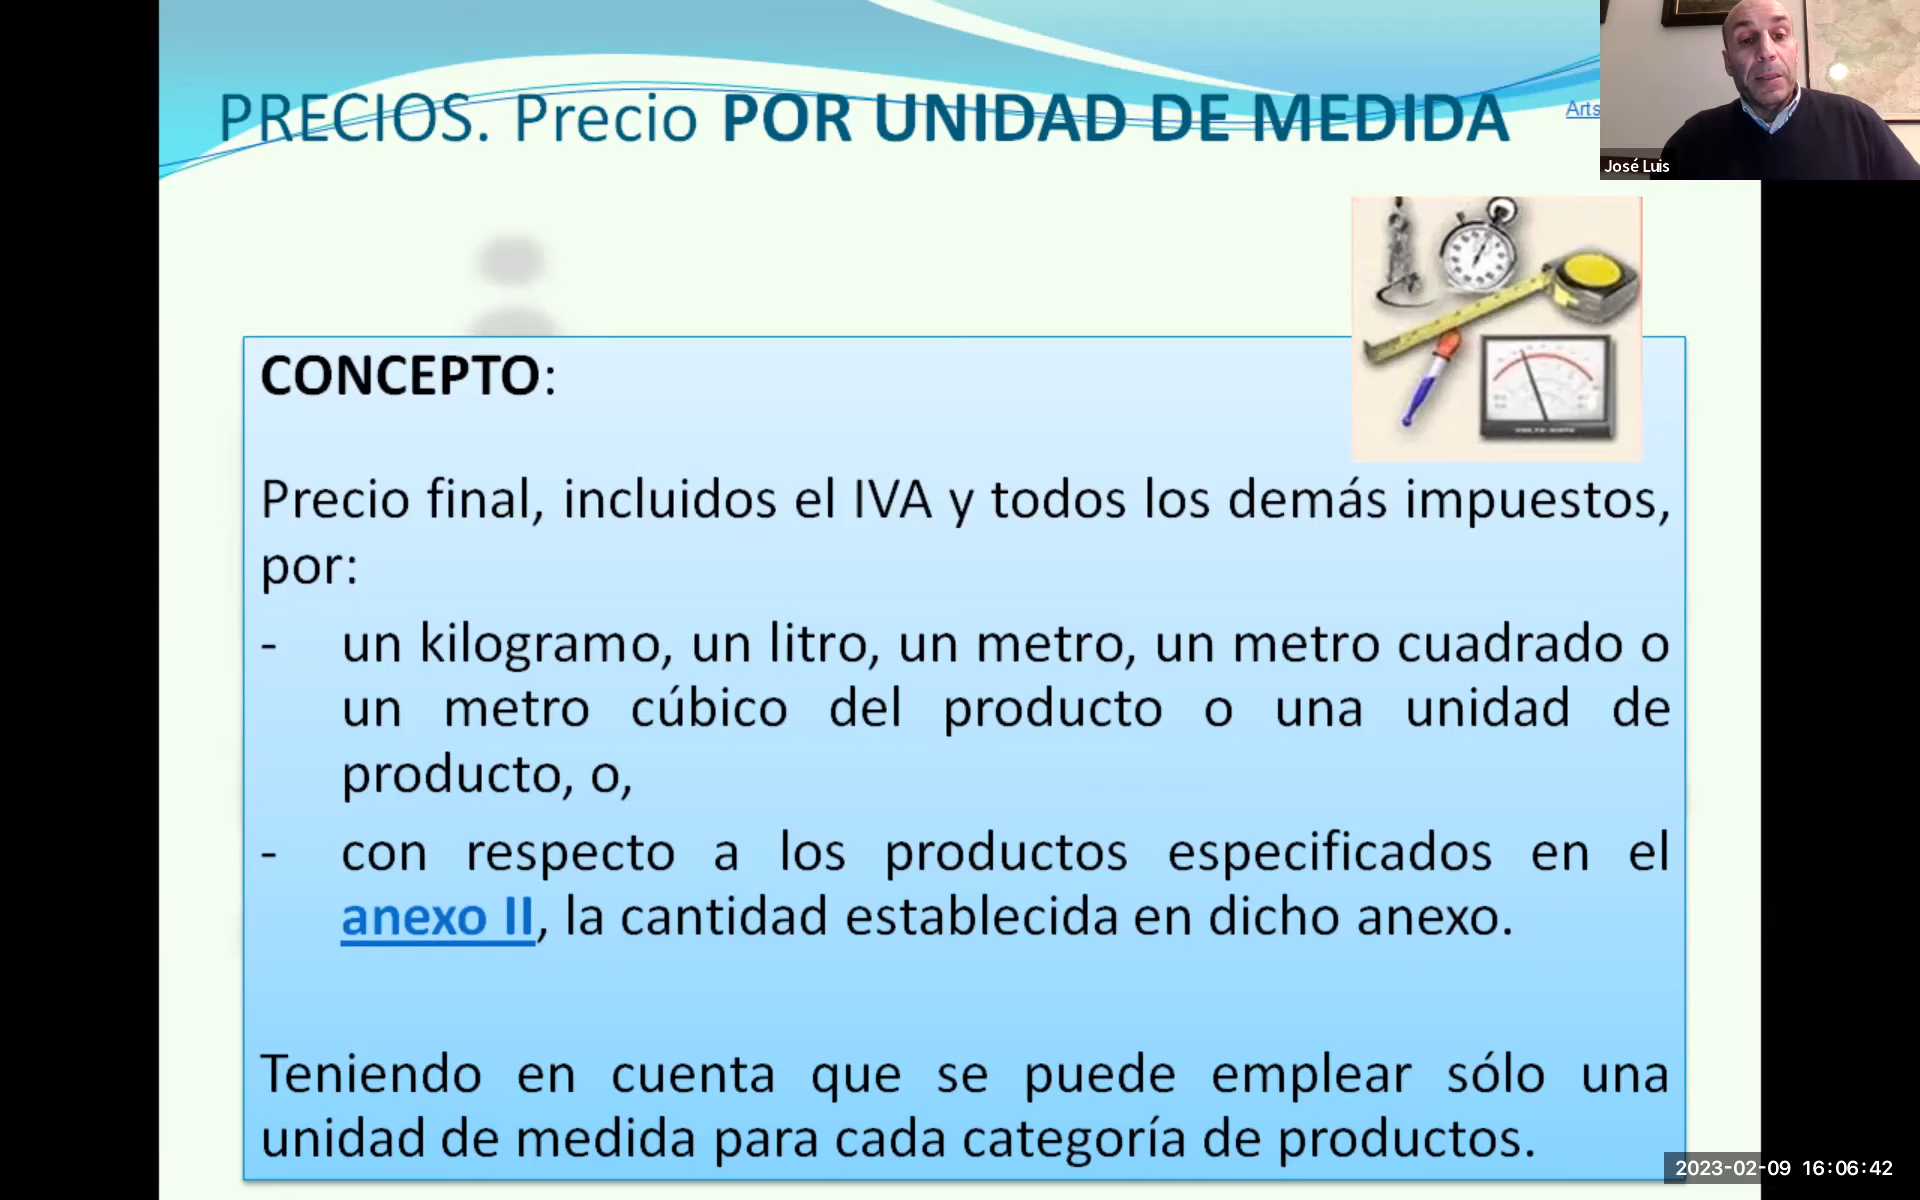 PRECIOS. Precio POR UNIDAD DE MEDIDA
Arts
José Luis
CONCEPTO:
Precio final, incluidos el IVA y todos los demás impuestos,
por:
- un kilogramo, un litro, un metro, un metro cuadrado o
un metro cúbico del producto o una unidad de
producto, o,
- con respecto a los productos especificados en el
anexo II, la cantidad establecida en dicho anexo.
Teniendo en cuenta que se puede emplear sólo una
unidad de medida para cada categoría de productos.
2023-02-09 16:06:42